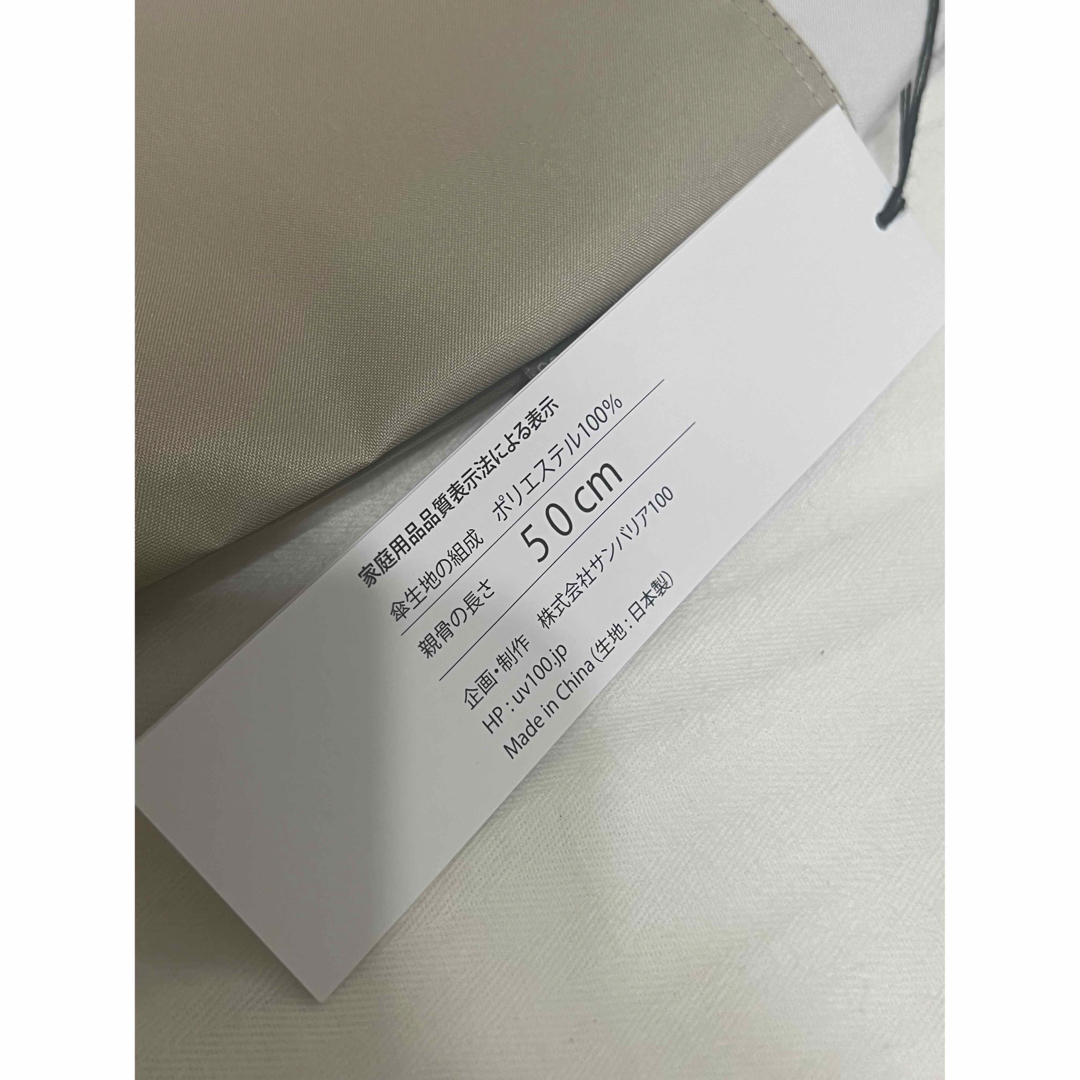 家庭用品品質表示法による表示
傘生地の組成 ポリエステル100%
親骨の長さ 50cm
企画・制作 株式会社サンバリア100
HP : uv100.jp
Made in China (生地 : 日本製)